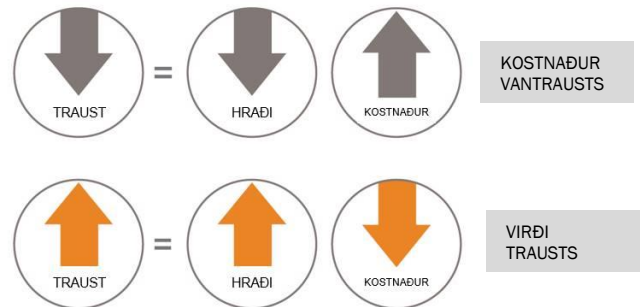 TRAUST
=
HRAÐI
KOSTNAÐUR
KOSTNAÐUR
VANTRAUSTS
TRAUST
=
HRAÐI
KOSTNAÐUR
VIRÐI
TRAUSTS